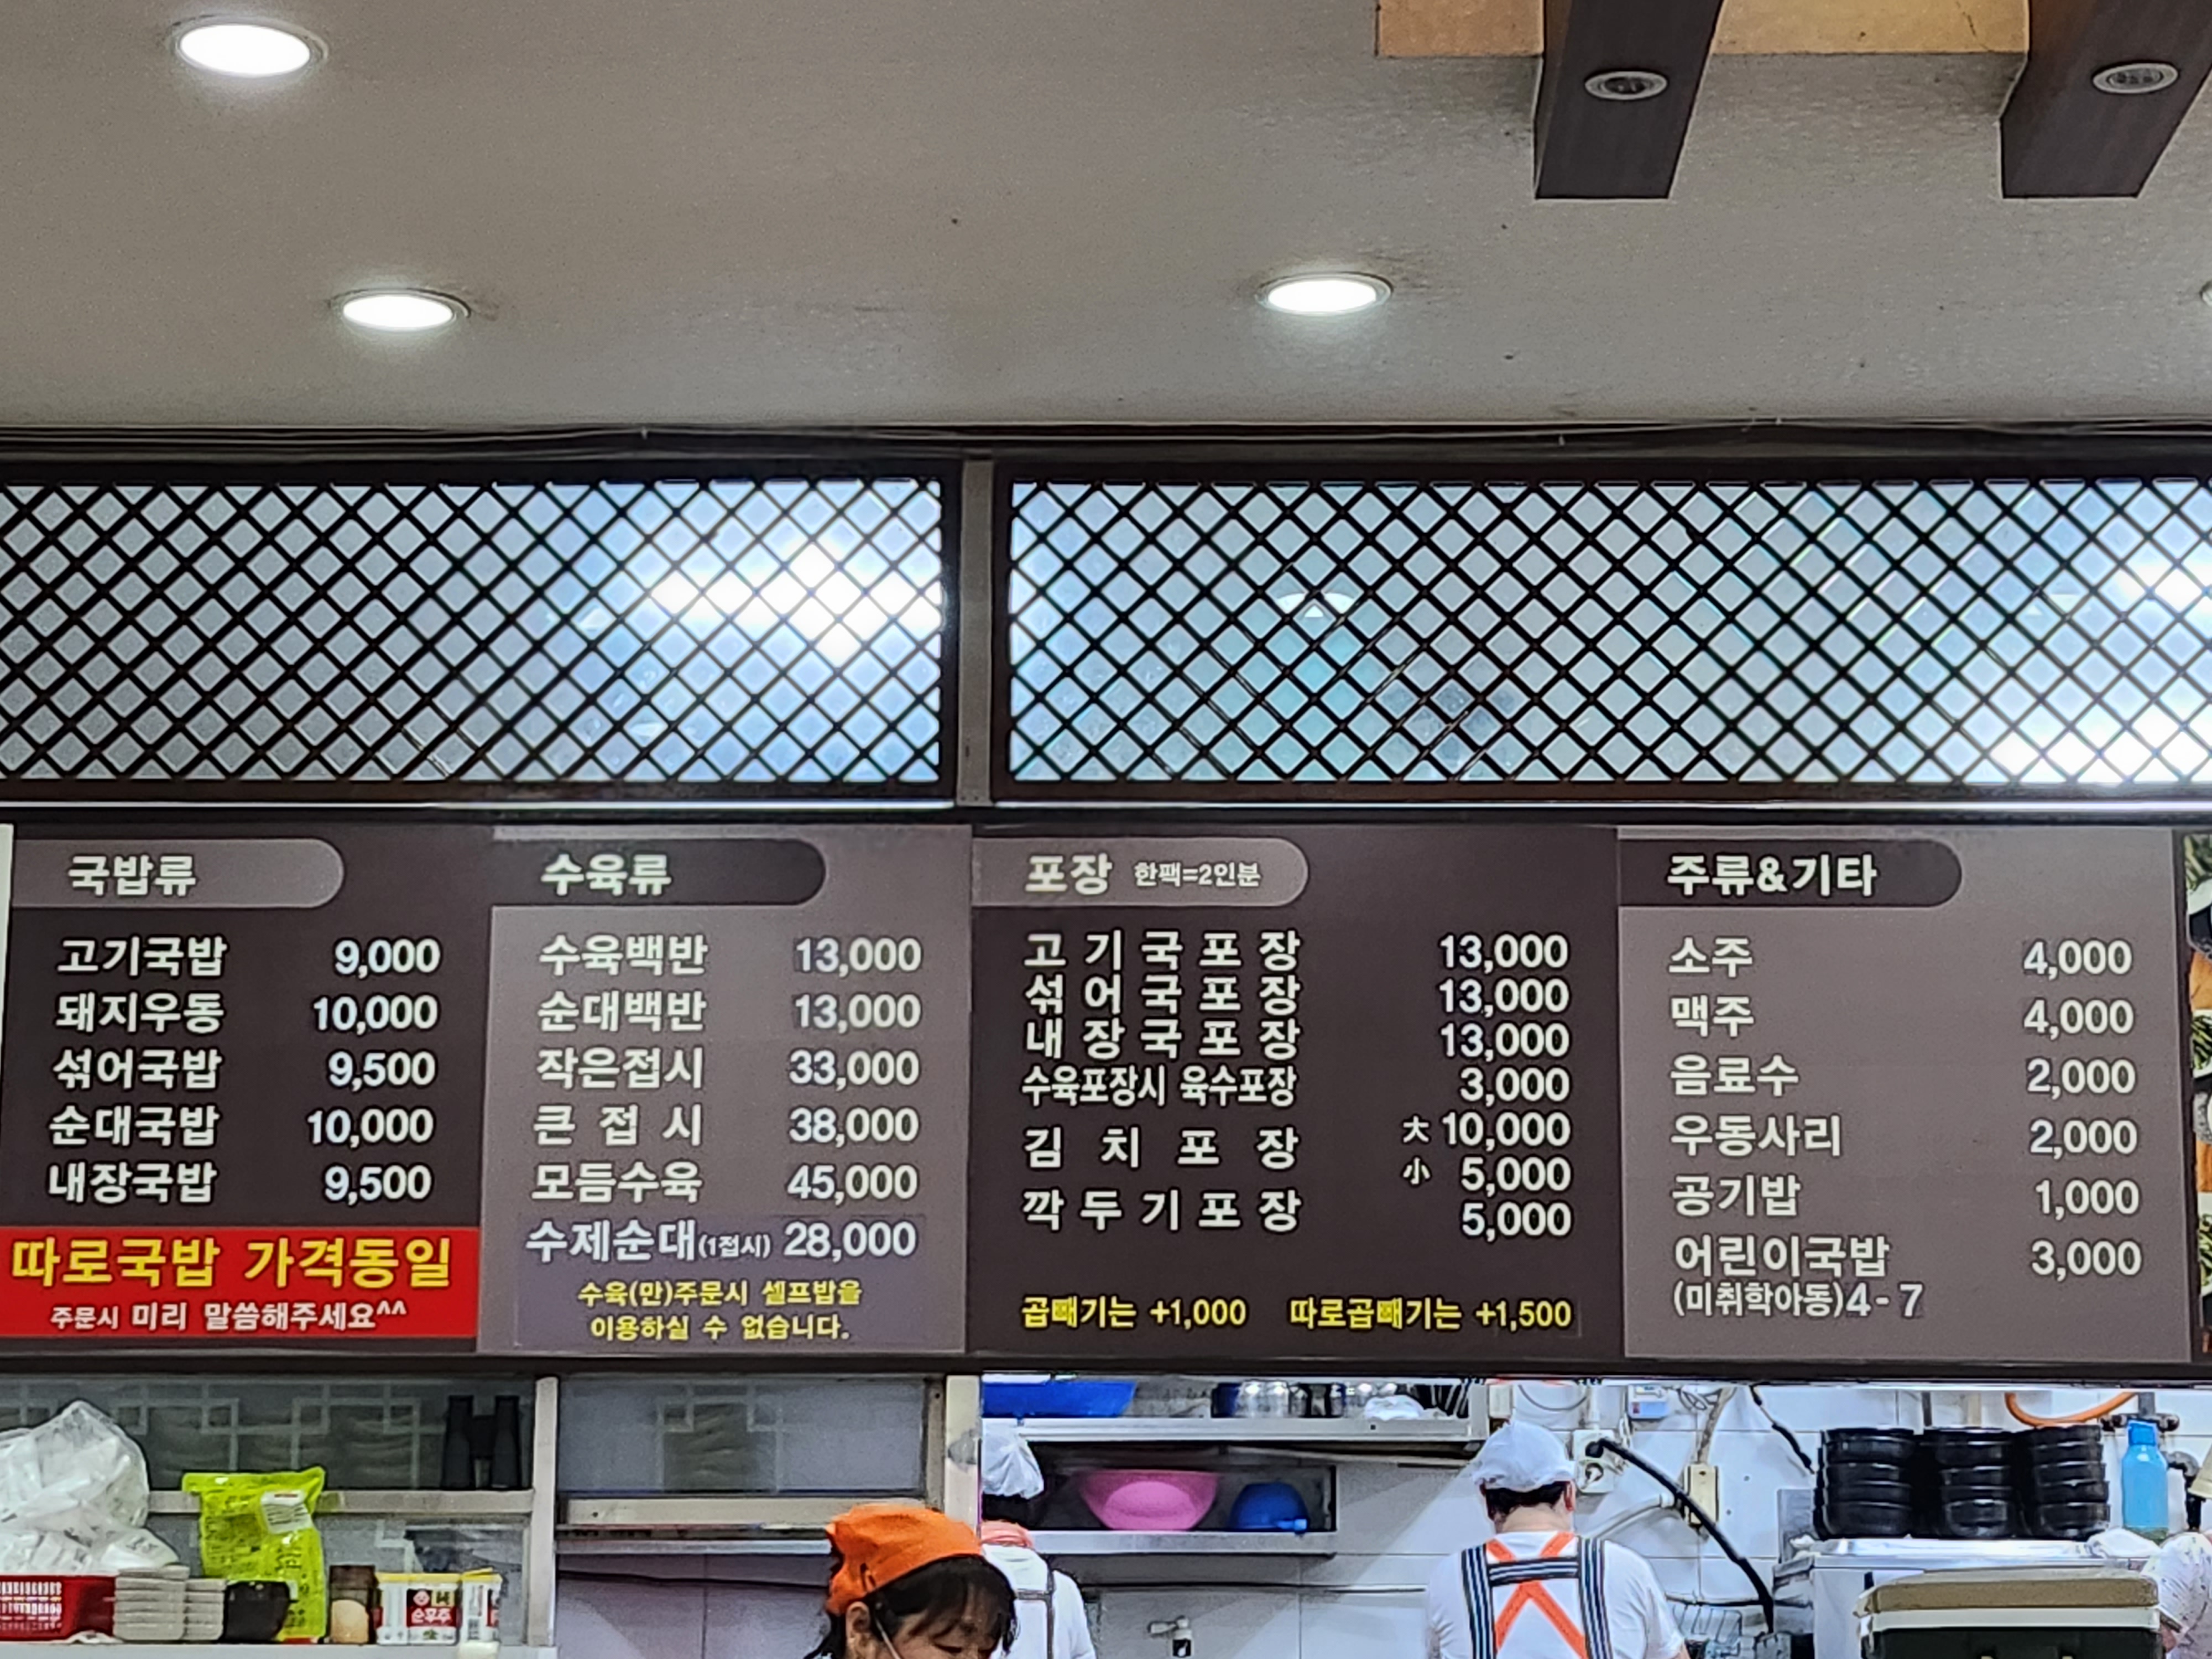 국밥류
고기국밥 9,000
돼지우동 10,000
섞어국밥 9,500
순대국밥 10,000
내장국밥 9,500
따로국밥 가격동일
주문시 미리 말씀해주세요^^
수육류
수육백반 13,000
순대백반 13,000
작은접시 33,000
큰 접 시 38,000
모듬수육 45,000
수제순대(1접시) 28,000
수육(만)주문시 셀프밥을
이용하실 수 없습니다.
포장 한팩=2인분
고 기 국 포 장 13,000
섞 어 국 포 장 13,000
내 장 국 포 장 13,000
수육포장시 육수포장 3,000
김 치 포 장 大 10,000
小 5,000
깍 두 기 포 장 5,000
곱빼기는 +1,000 따로곱빼기는 +1,500
주류&기타
소주 4,000
맥주 4,000
음료수 2,000
우동사리 2,000
공기밥 1,000
어린이국밥 3,000
(미취학아동)4-7
순후추